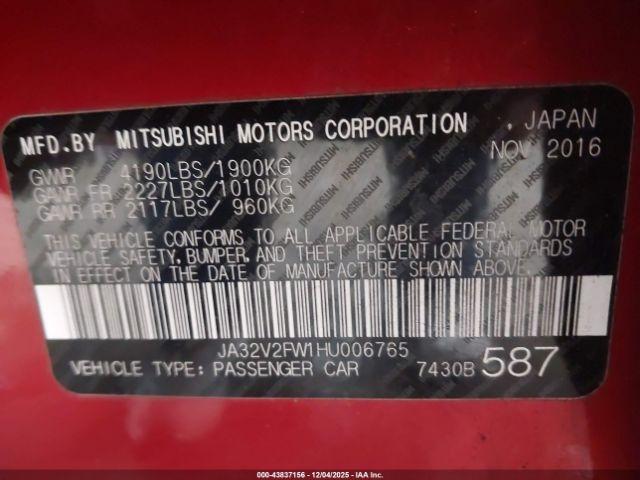 MFD.BY MITSUBISHI MOTORS CORPORATION , JAPAN
NOV 2016
GVWR 4190LBS/1900KG
GAWR FR 2227LBS/1010KG
GAWR RR 2117LBS/ 960KG
THIS VEHICLE CONFORMS TO ALL APPLICABLE FEDERAL MOTOR
VEHICLE SAFETY, BUMPER, AND THEFT PREVENTION STANDARDS
IN EFFECT ON THE DATE OF MANUFACTURE SHOWN ABOVE.
JA32V2FW1HU006765
VEHICLE TYPE: PASSENGER CAR 7430B 587
000-43837156 - 12/04/2025 - IAA Inc.